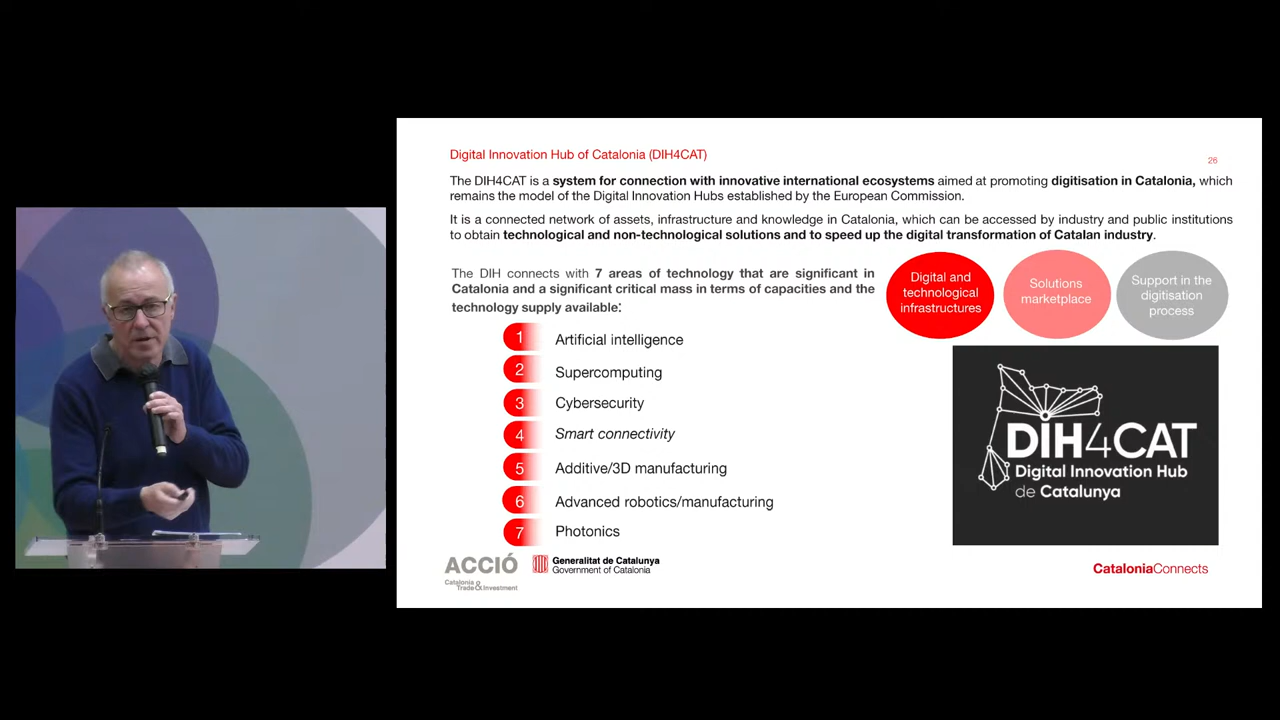 Digital Innovation Hub of Catalonia (DIH4CAT)
26
The DIH4CAT is a system for connection with innovative international ecosystems aimed at promoting digitisation in Catalonia, which
remains the model of the Digital Innovation Hubs established by the European Commission.
It is a connected network of assets, infrastructure and knowledge in Catalonia, which can be accessed by industry and public institutions
to obtain technological and non-technological solutions and to speed up the digital transformation of Catalan industry.
The DIH connects with 7 areas of technology that are significant in
Catalonia and a significant critical mass in terms of capacities and the
technology supply available:
1 Artificial intelligence
2 Supercomputing
3 Cybersecurity
4 Smart connectivity
5 Additive/3D manufacturing
6 Advanced robotics/manufacturing
7 Photonics
Digital and
technological
infrastructures
Solutions
marketplace
Support in the
digitisation
process
DIH4CAT
Digital Innovation Hub
de Catalunya
ACCIÓ
Catalonia
Trade & Investment
Generalitat de Catalunya
Government of Catalonia
CataloniaConnects